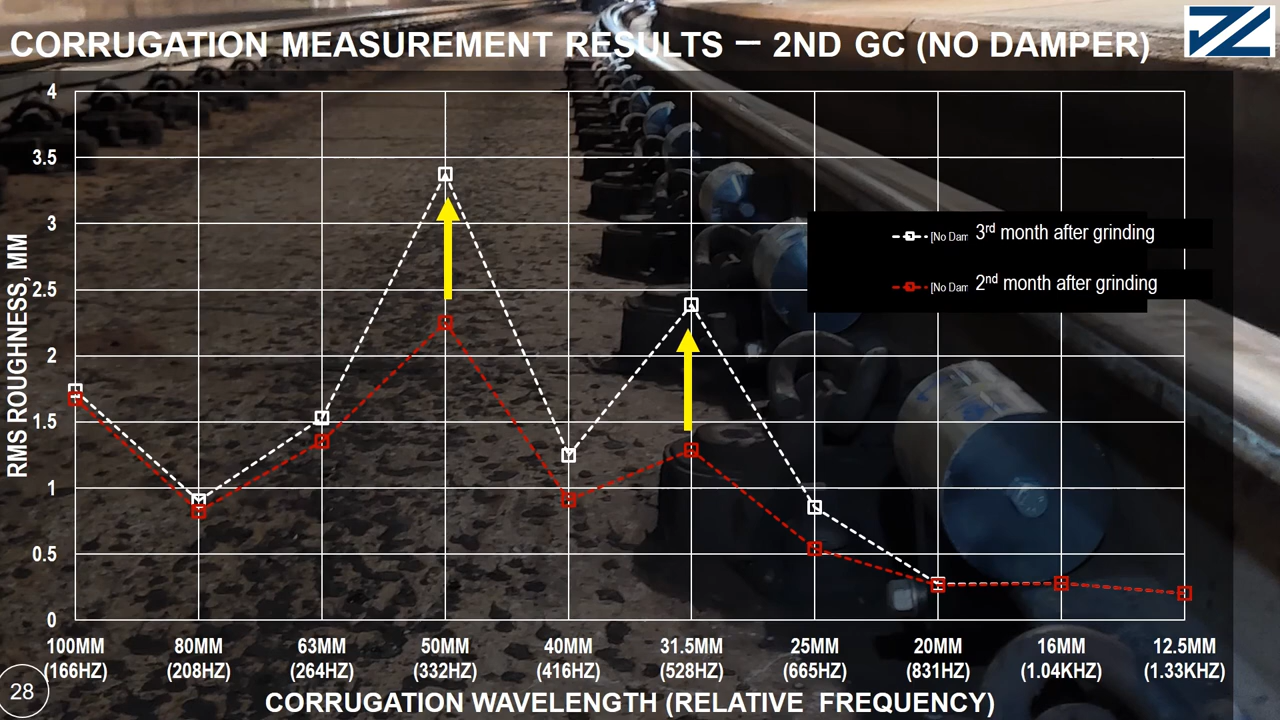 CORRUGATION MEASUREMENT RESULTS – 2ND GC (NO DAMPER)
4
3.5
3
2.5
2
1.5
1
0.5
0
RMS ROUGHNESS, MM
[No Dam 3rd month after grinding
[No Dam 2nd month after grinding
100MM 80MM 63MM 50MM 40MM 31.5MM 25MM 20MM 16MM 12.5MM
(166HZ) (208HZ) (264HZ) (332HZ) (416HZ) (528HZ) (665HZ) (831HZ) (1.04KHZ) (1.33KHZ)
28
CORRUGATION WAVELENGTH (RELATIVE FREQUENCY)